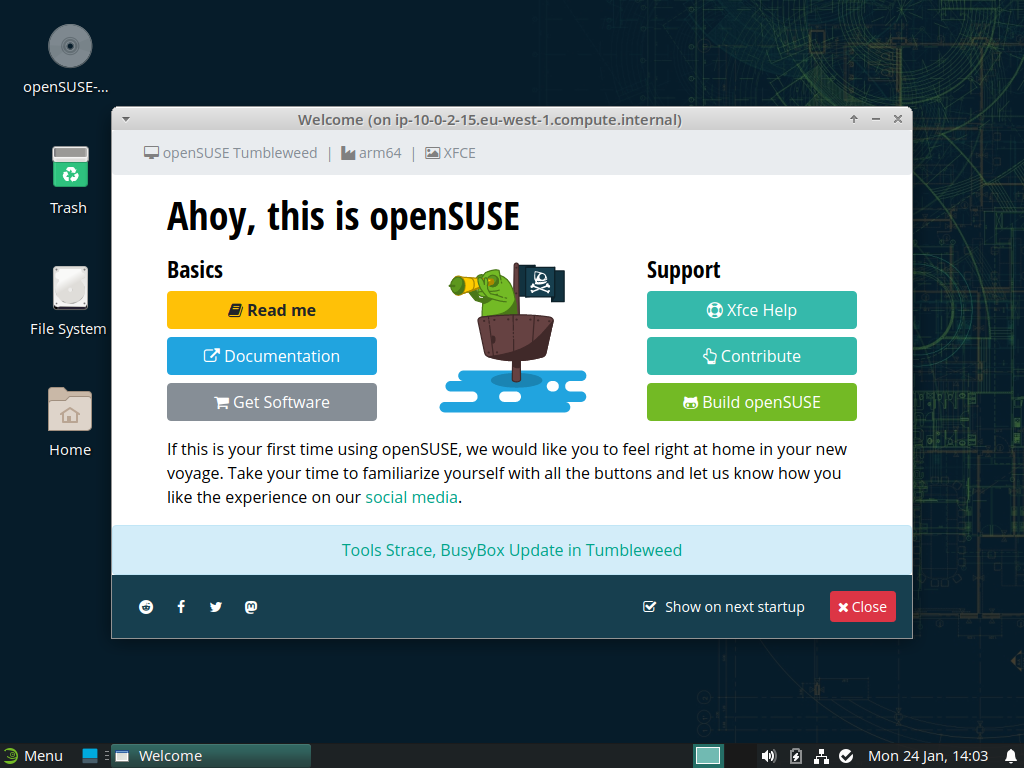 openSUSE-...
Trash
File System
Home
Welcome (on ip-10-0-2-15.eu-west-1.compute.internal)
openSUSE Tumbleweed | arm64 | XFCE
Ahoy, this is openSUSE
Basics
Read me
Documentation
Get Software
Support
Xfce Help
Contribute
Build openSUSE
If this is your first time using openSUSE, we would like you to feel right at home in your new
voyage. Take your time to familiarize yourself with all the buttons and let us know how you
like the experience on our social media.
Tools Strace, BusyBox Update in Tumbleweed
Show on next startup
Close
Menu
Welcome
Mon 24 Jan, 14:03